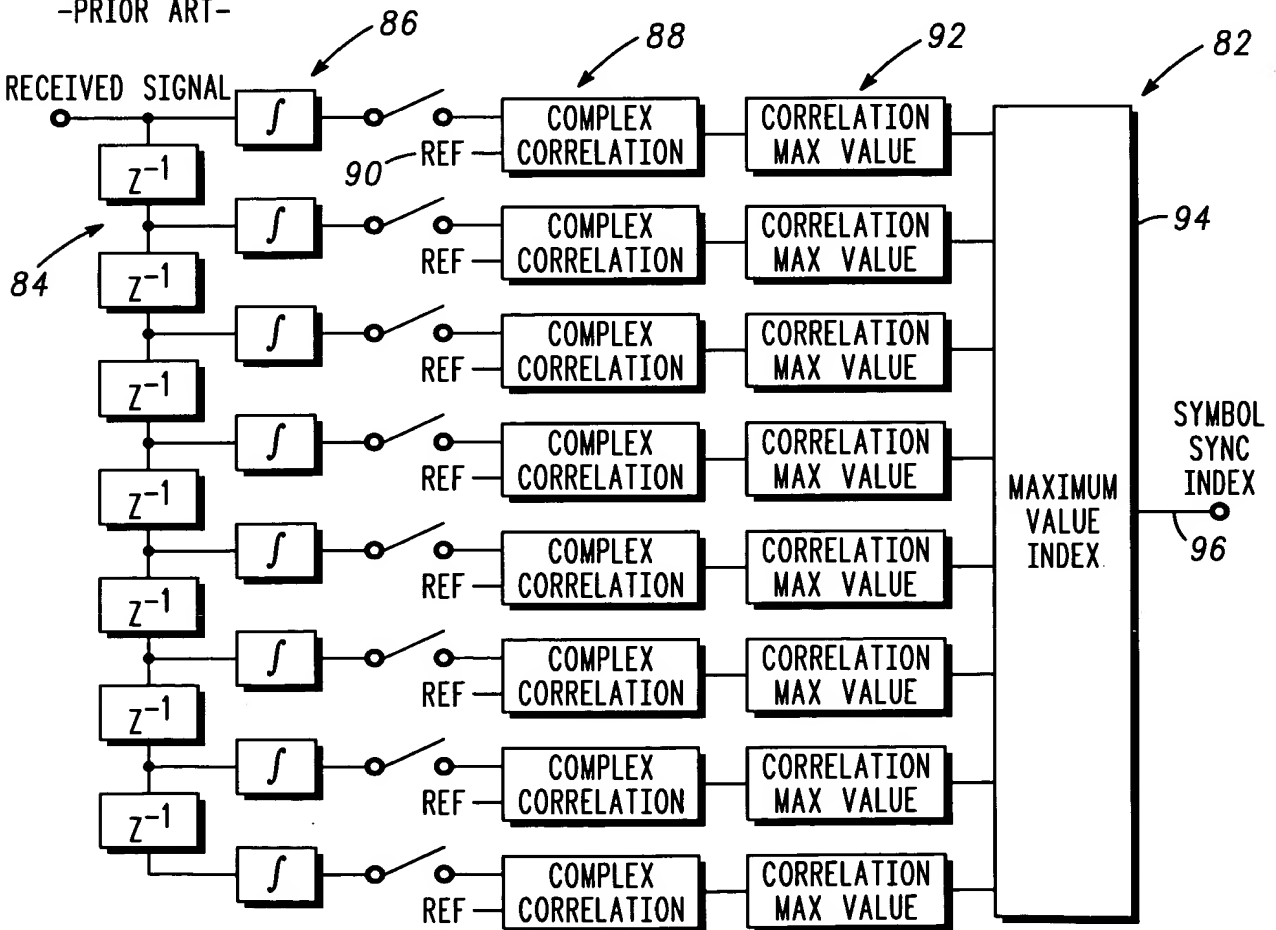 -PRIOR ART-
86
88
92
82
RECEIVED SIGNAL
∫
COMPLEX
CORRELATION
CORRELATION
MAX VALUE
90
REF
Z⁻¹
84
∫
REF
COMPLEX
CORRELATION
CORRELATION
MAX VALUE
94
Z⁻¹
∫
REF
COMPLEX
CORRELATION
CORRELATION
MAX VALUE
Z⁻¹
∫
REF
COMPLEX
CORRELATION
CORRELATION
MAX VALUE
Z⁻¹
∫
REF
COMPLEX
CORRELATION
CORRELATION
MAX VALUE
Z⁻¹
∫
REF
COMPLEX
CORRELATION
CORRELATION
MAX VALUE
Z⁻¹
∫
REF
COMPLEX
CORRELATION
CORRELATION
MAX VALUE
Z⁻¹
∫
REF
COMPLEX
CORRELATION
CORRELATION
MAX VALUE
MAXIMUM
VALUE
INDEX
SYMBOL
SYNC
INDEX
96